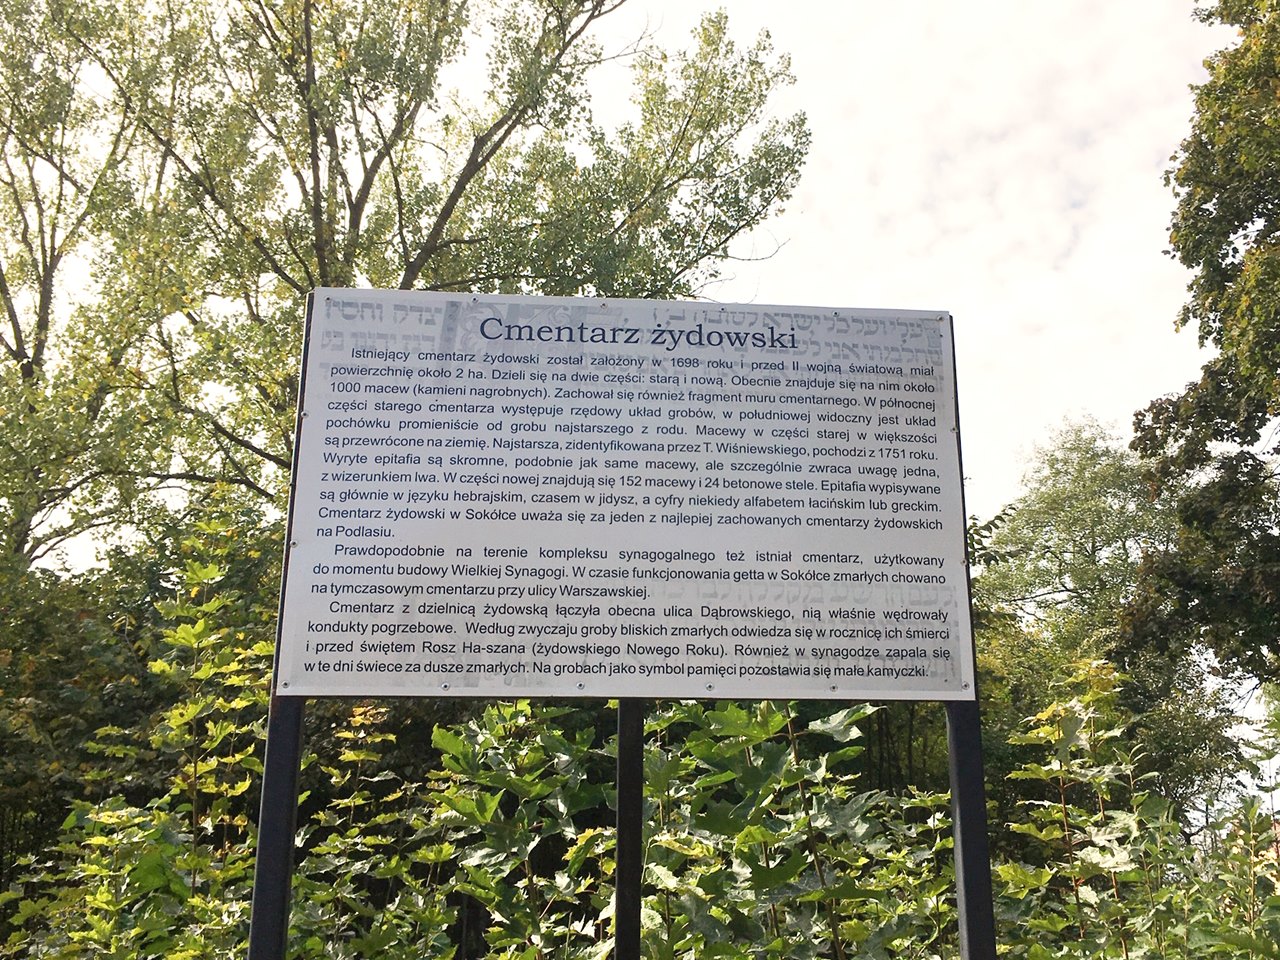 Cmentarz żydowski
Istniejący cmentarz żydowski został założony w 1698 roku i przed II wojną światową miał
powierzchnię około 2 ha. Dzieli się na dwie części: starą i nową. Obecnie znajduje się na nim około
1000 macew (kamieni nagrobnych). Zachował się również fragment muru cmentarnego. W północnej
części starego cmentarza występuje rzędowy układ grobów, w południowej widoczny jest układ
pochówku promieniście od grobu najstarszego z rodu. Macewy w części starej w większości
są przewrócone na ziemię. Najstarsza, zidentyfikowana przez T. Wiśniewskiego, pochodzi z 1751 roku.
Wyryte epitafia są skromne, podobnie jak same macewy, ale szczególnie zwraca uwagę jedna,
z wizerunkiem lwa. W części nowej znajdują się 152 macewy i 24 betonowe stele. Epitafia wypisywane
są głównie w języku hebrajskim, czasem w jidysz, a cyfry niekiedy alfabetem łacińskim lub greckim.
Cmentarz żydowski w Sokółce uważa się za jeden z najlepiej zachowanych cmentarzy żydowskich
na Podlasiu.
Prawdopodobnie na terenie kompleksu synagogalnego też istniał cmentarz, użytkowany
do momentu budowy Wielkiej Synagogi. W czasie funkcjonowania getta w Sokółce zmarłych chowano
na tymczasowym cmentarzu przy ulicy Warszawskiej.
Cmentarz z dzielnicą żydowską łączyła obecna ulica Dąbrowskiego, nią właśnie wędrowały
kondukty pogrzebowe. Według zwyczaju groby bliskich zmarłych odwiedza się w rocznicę ich śmierci
i przed świętem Rosz Ha-szana (żydowskiego Nowego Roku). Również w synagodze zapala się
w te dni świece za dusze zmarłych. Na grobach jako symbol pamięci pozostawia się małe kamyczki.